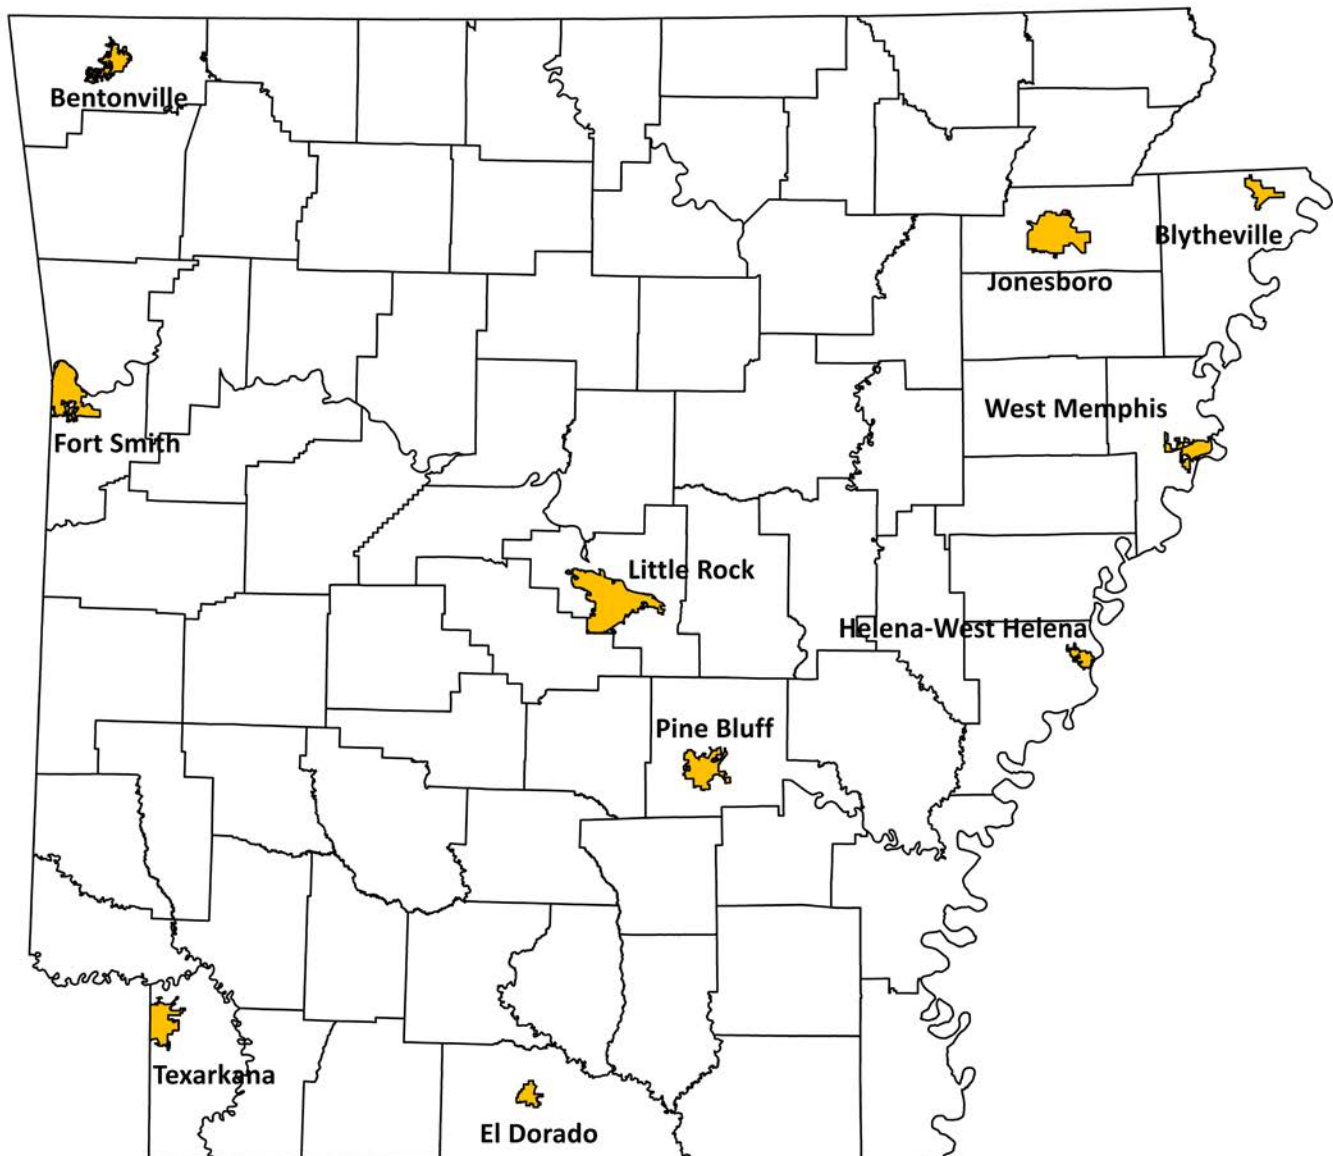 Bentonville
Blytheville
Jonesboro
West Memphis
Fort Smith
Little Rock
Helena-West Helena
Pine Bluff
Texarkana
El Dorado